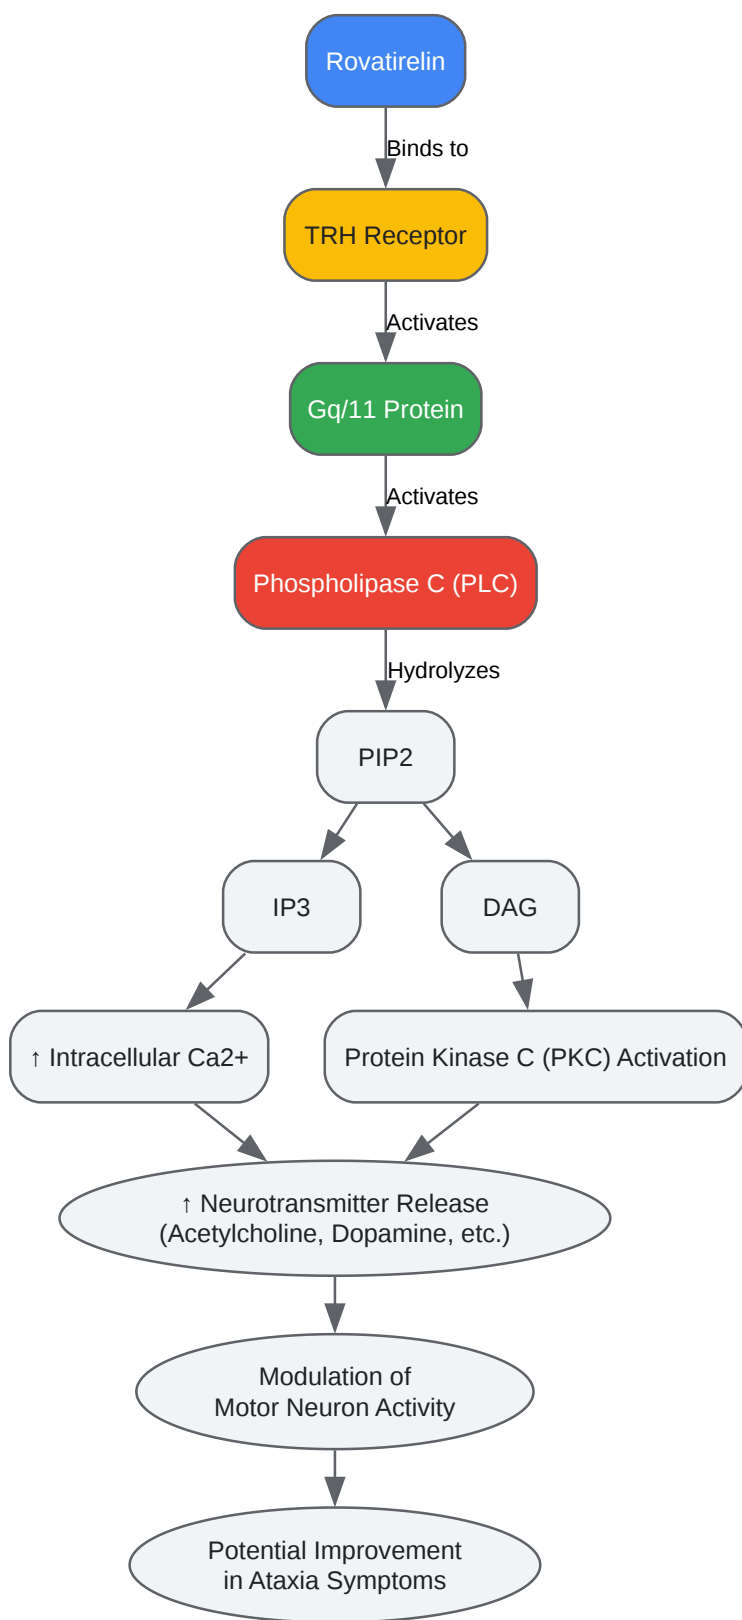 Rovatirelin
Binds to
TRH Receptor
Activates
Gq/11 Protein
Activates
Phospholipase C (PLC)
Hydrolyzes
PIP2
IP3
DAG
↑ Intracellular Ca2+
Protein Kinase C (PKC) Activation
↑ Neurotransmitter Release
(Acetylcholine, Dopamine, etc.)
Modulation of
Motor Neuron Activity
Potential Improvement
in Ataxia Symptoms